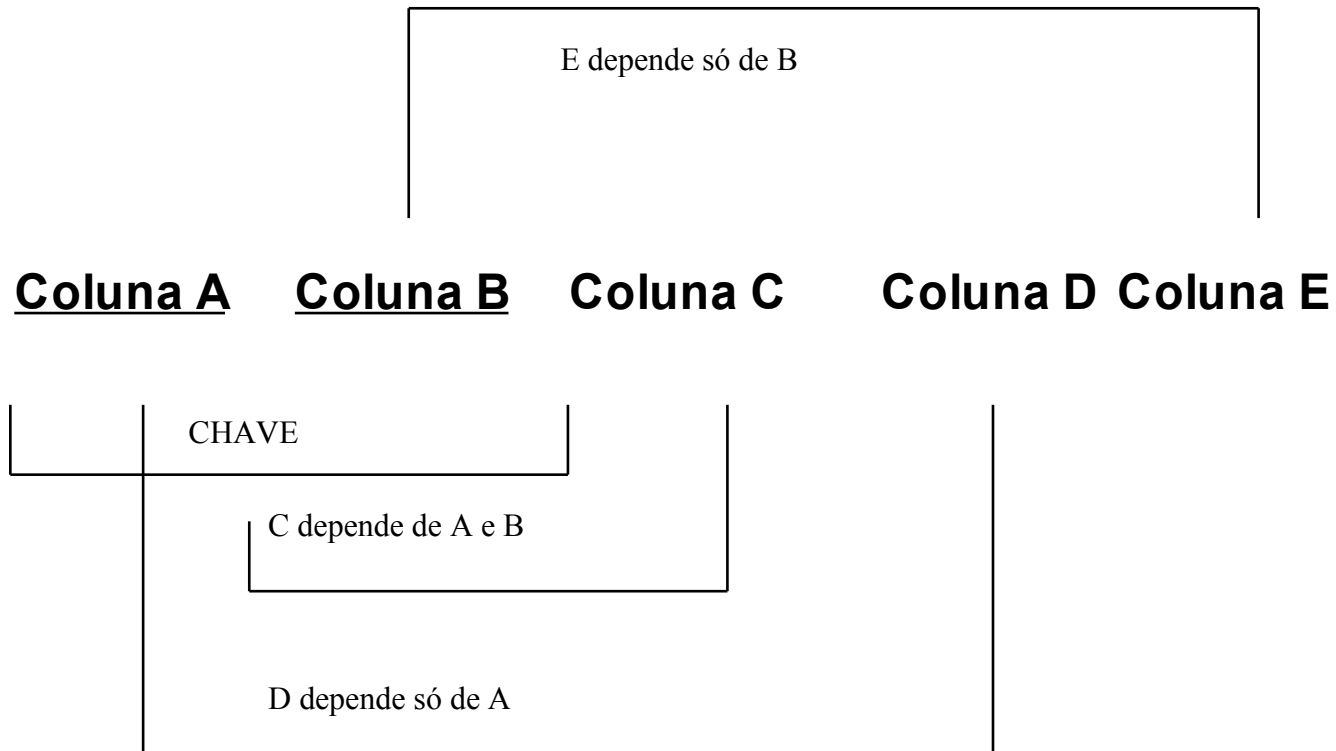 E depende só de B
Coluna A Coluna B Coluna C Coluna D Coluna E
CHAVE
C depende de A e B
D depende só de A